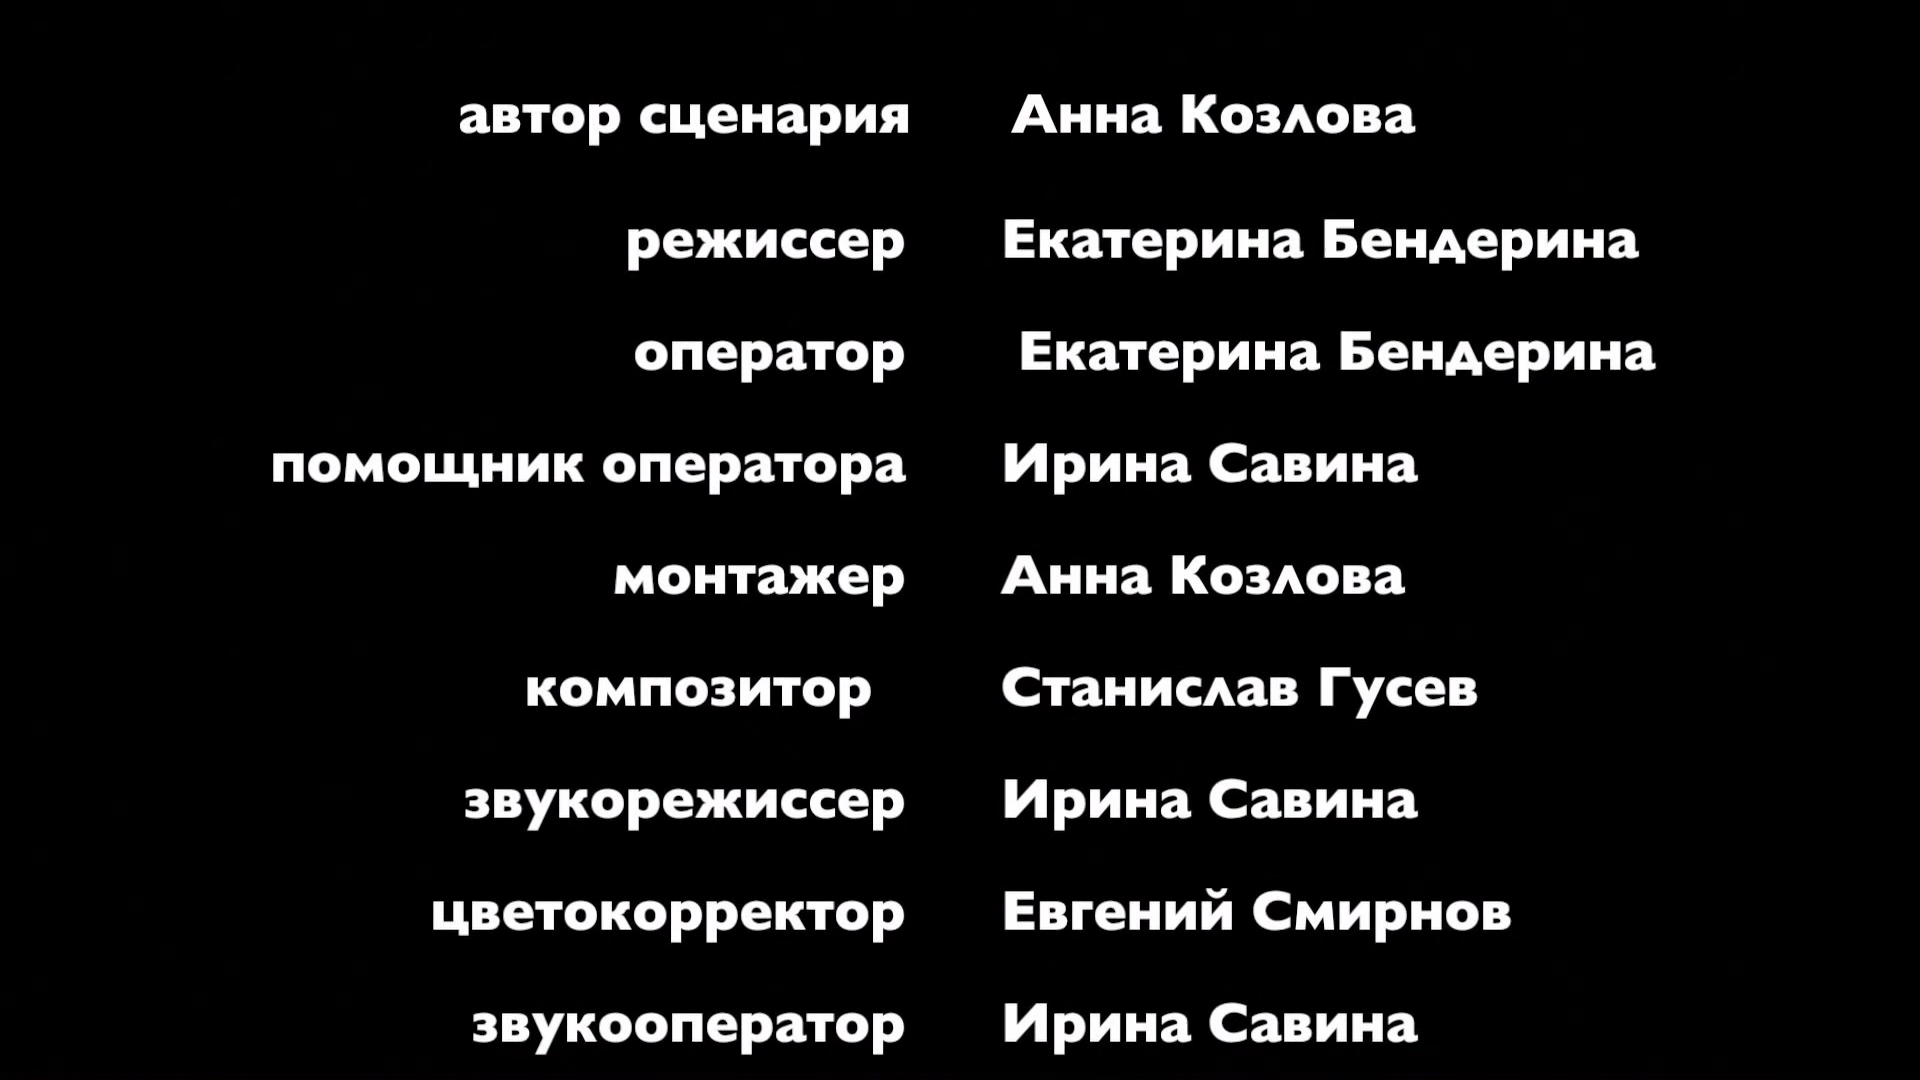 автор сценария Анна Козлова
режиссер Екатерина Бендерина
оператор Екатерина Бендерина
помощник оператора Ирина Савина
монтажер Анна Козлова
композитор Станислав Гусев
звукорежиссер Ирина Савина
цветокорректор Евгений Смирнов
звукооператор Ирина Савина